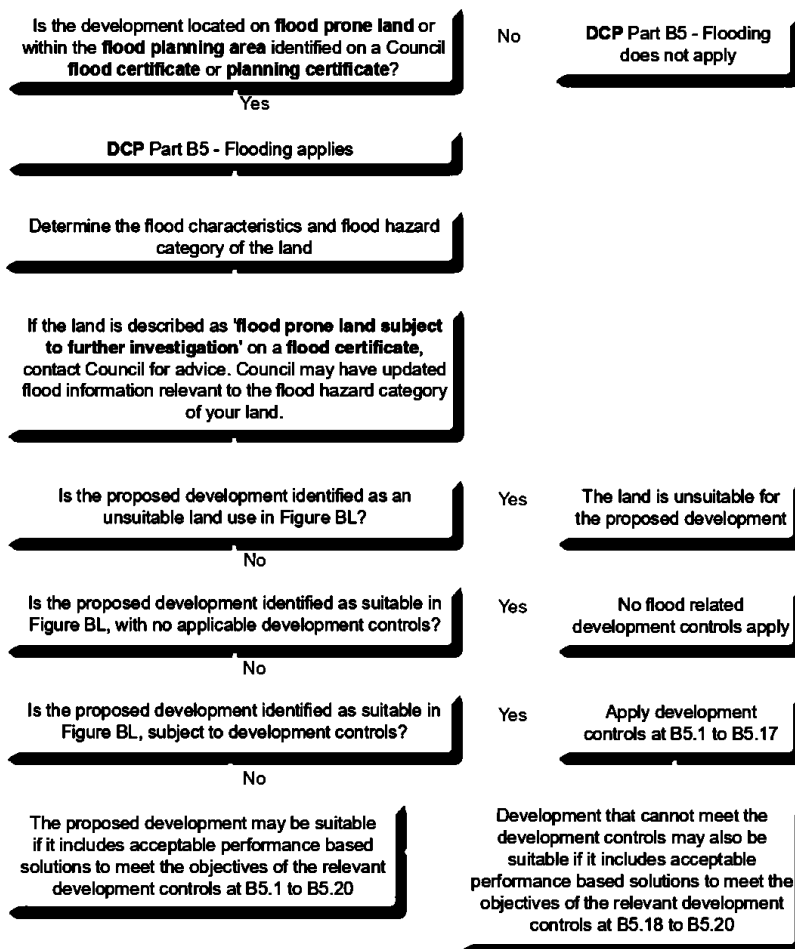 Is the development located on flood prone land or
within the flood planning area identified on a Council
flood certificate or planning certificate?
No
DCP Part B5 - Flooding
does not apply
Yes
DCP Part B5 - Flooding applies
Determine the flood characteristics and flood hazard
category of the land
If the land is described as 'flood prone land subject
to further investigation' on a flood certificate,
contact Council for advice. Council may have updated
flood information relevant to the flood hazard category
of your land.
Is the proposed development identified as an
unsuitable land use in Figure BL?
Yes
The land is unsuitable for
the proposed development
No
Is the proposed development identified as suitable in
Figure BL, with no applicable development controls?
Yes
No flood related
development controls apply
No
Is the proposed development identified as suitable in
Figure BL, subject to development controls?
Yes
Apply development
controls at B5.1 to B5.17
No
The proposed development may be suitable
if it includes acceptable performance based
solutions to meet the objectives of the relevant
development controls at B5.1 to B5.20
Development that cannot meet the
development controls may also be
suitable if it includes acceptable
performance based solutions to meet the
objectives of the relevant development
controls at B5.18 to B5.20